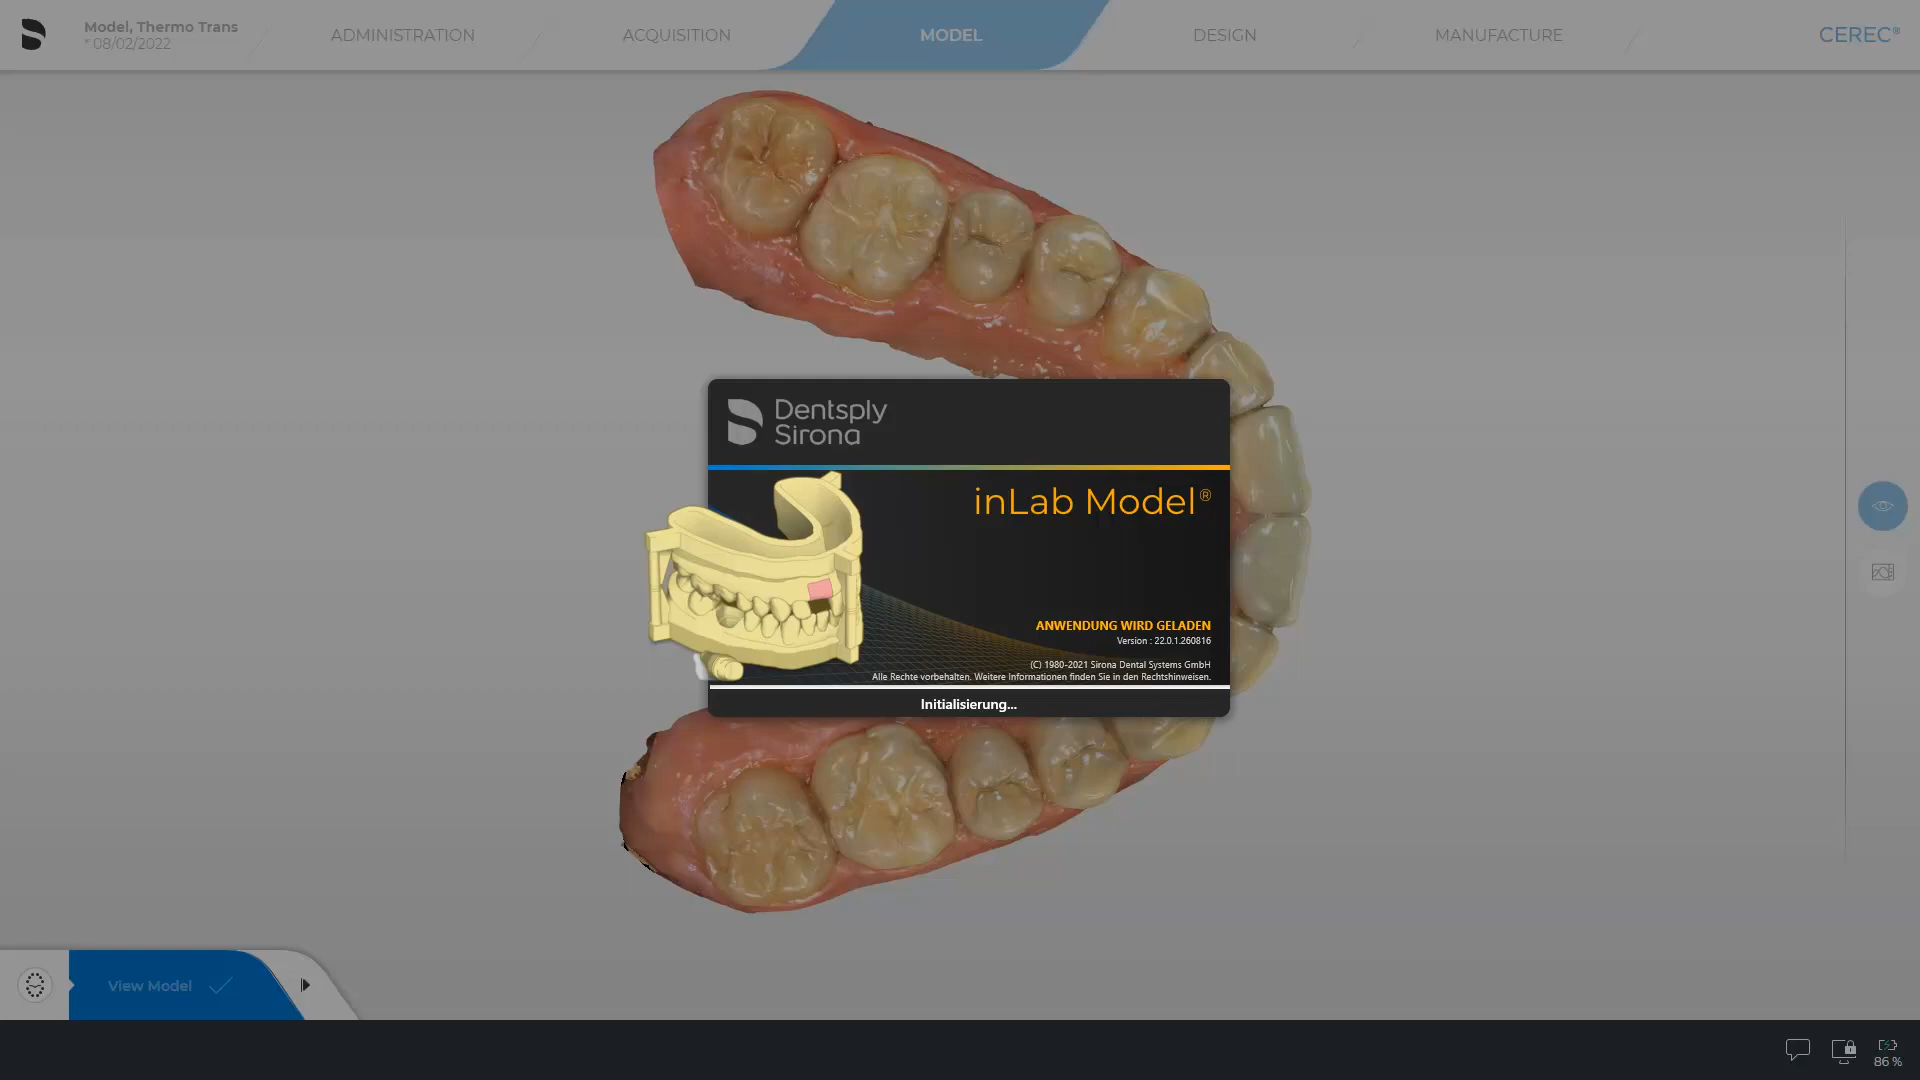 Model, Thermo Trans
* 08/02/2022
ADMINISTRATION
ACQUISITION
MODEL
DESIGN
MANUFACTURE
CEREC®
Dentsply
Sirona
inLab Model®
ANWENDUNG WIRD GELADEN
Version : 22.0.1.260816
(C) 1980-2021 Sirona Dental Systems GmbH
Alle Rechte vorbehalten. Weitere Informationen finden Sie in den Rechtshinweisen.
Initialisierung...
View Model
86 %